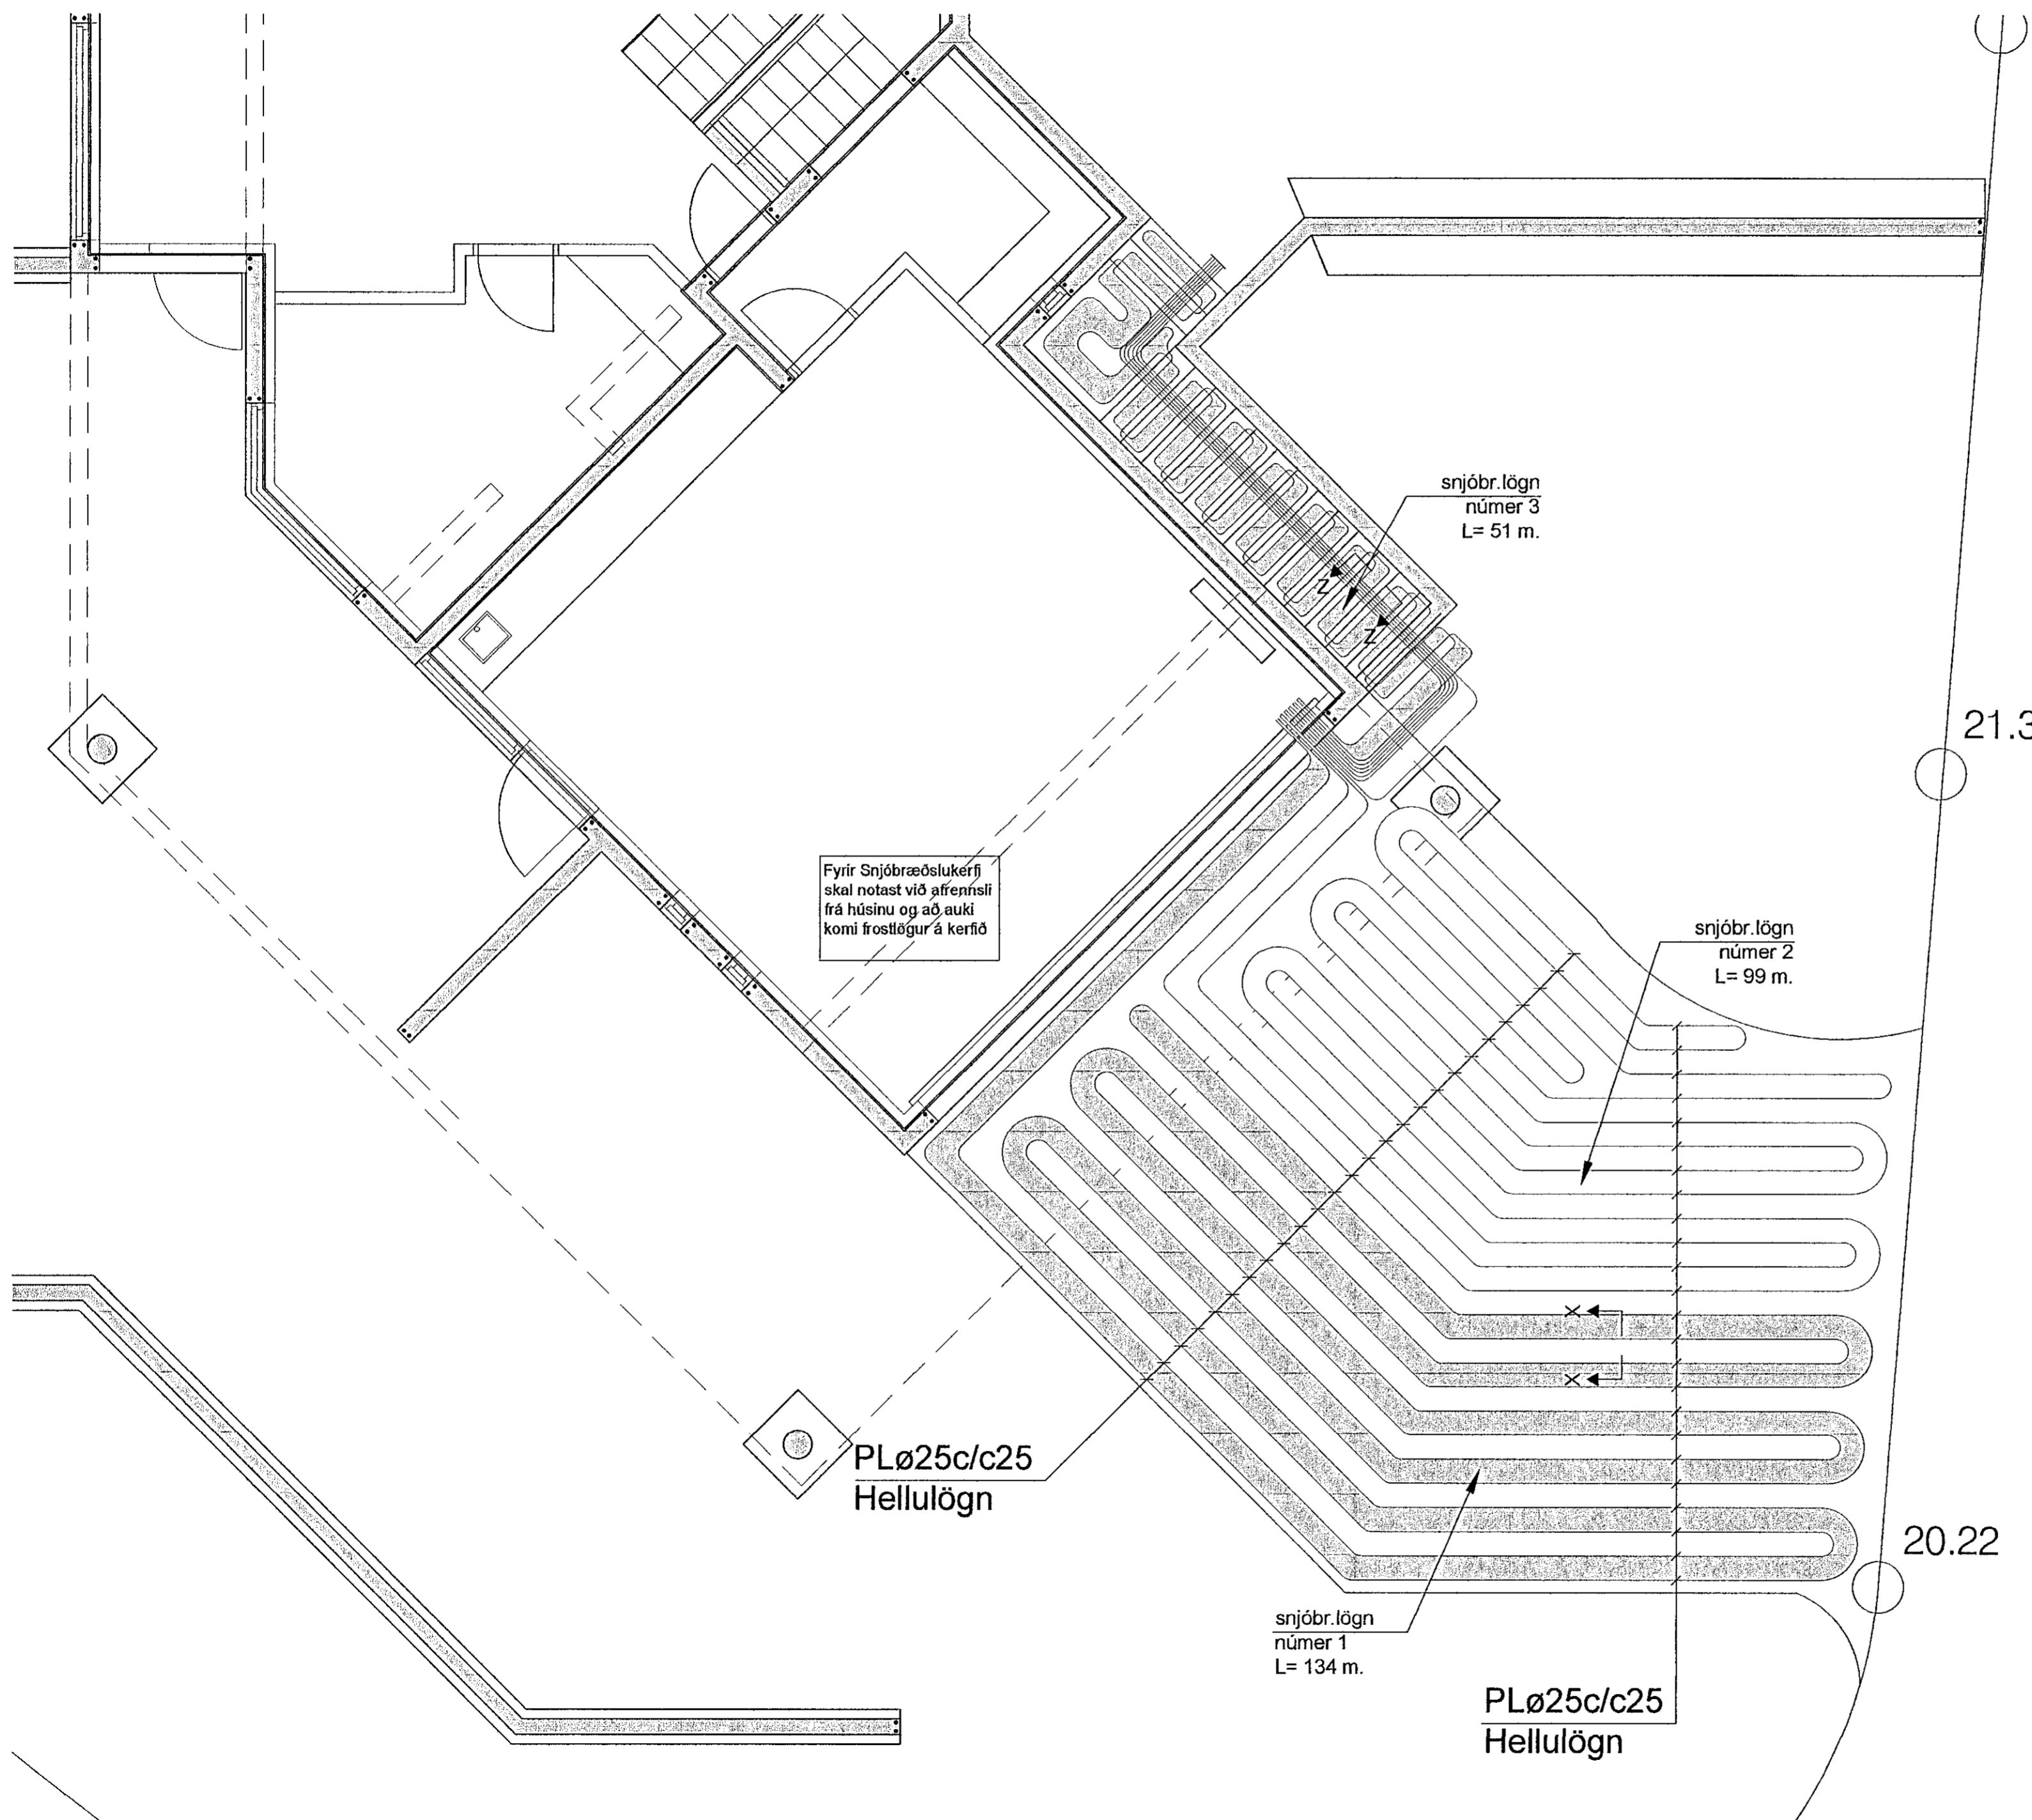 snjóbr.lögn
númer 3
L= 51 m.
Z
Z
21.3
Fyrir Snjóbræðslukerfi
skal notast við afrennsli
frá húsinu og að auki
komi frostlögur á kerfið
snjóbr.lögn
númer 2
L= 99 m.
X
X
PLø25c/c25
Hellulögn
20.22
snjóbr.lögn
númer 1
L= 134 m.
PLø25c/c25
Hellulögn